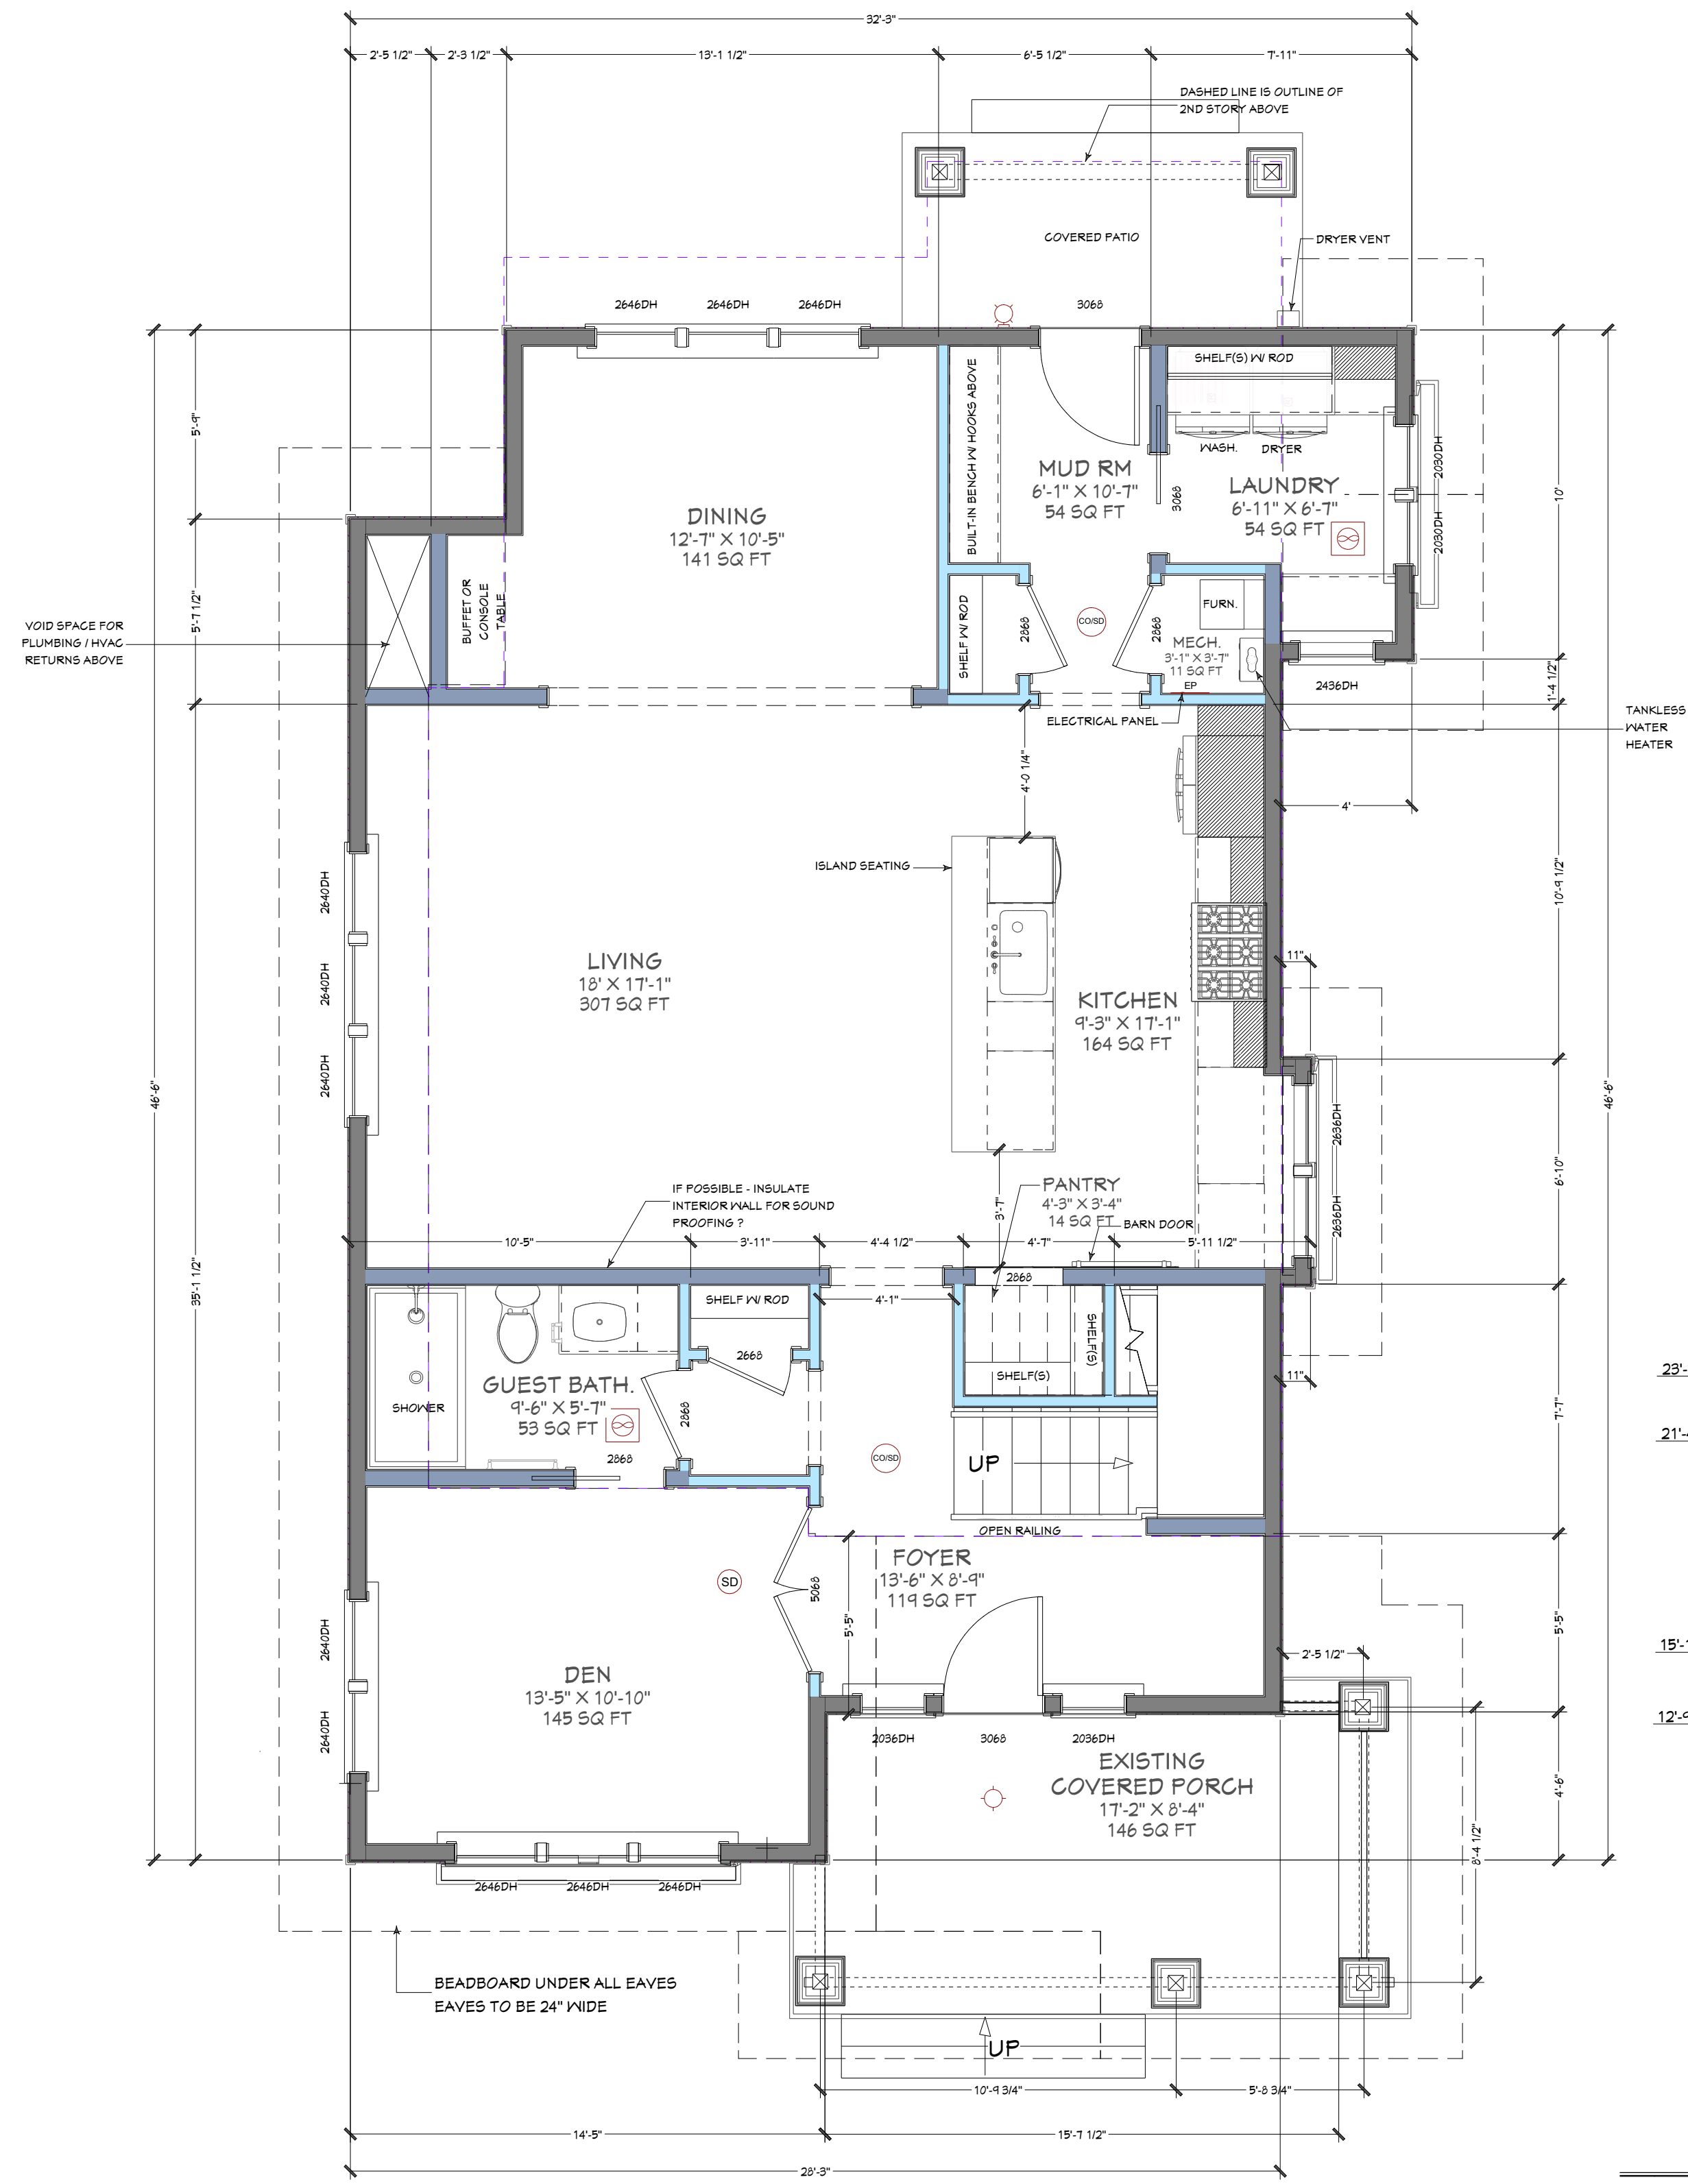 32'-3"
2'-5 1/2"
2'-3 1/2"
13'-1 1/2"
6'-5 1/2"
7'-11"
DASHED LINE IS OUTLINE OF
2ND STORY ABOVE
COVERED PATIO
DRYER VENT
2646DH
2646DH
2646DH
3068
SHELF(S) W/ ROD
BUILT-IN BENCH W/ HOOKS ABOVE
5'-9"
WASH.
DRYER
2030DH
2030DH
MUD RM
6'-1" X 10'-7"
54 SQ FT
3068
LAUNDRY
6'-11" X 6'-7"
54 SQ FT
10'
DINING
12'-7" X 10'-5"
141 SQ FT
BUFFET OR
CONSOLE
TABLE
5'-7 1/2"
VOID SPACE FOR
PLUMBING / HVAC
RETURNS ABOVE
SHELF W/ ROD
2868
CO/SD
2868
FURN.
MECH.
3'-1" X 3'-7"
11 SQ FT
EP
2436DH
1'-4 1/2"
ELECTRICAL PANEL
TANKLESS
WATER
HEATER
4'-0 1/4"
4'
ISLAND SEATING
2640DH
2640DH
2640DH
10'-9 1/2"
LIVING
18' X 17'-1"
307 SQ FT
11"
KITCHEN
9'-3" X 17'-1"
164 SQ FT
46'-6"
46'-6"
2636DH
2636DH
6'-10"
IF POSSIBLE - INSULATE
INTERIOR WALL FOR SOUND
PROOFING ?
PANTRY
4'-3" X 3'-4"
14 SQ FT
BARN DOOR
3'-7"
10'-5"
3'-11"
4'-4 1/2"
4'-7"
5'-11 1/2"
35'-1 1/2"
2868
SHELF W/ ROD
4'-1"
SHELF(S)
SHELF(S)
2668
GUEST BATH.
9'-6" X 5'-7"
53 SQ FT
SHOWER
2868
2868
11"
7'-7"
23'-
21'-
CO/SD
UP
OPEN RAILING
FOYER
13'-6" X 8'-9"
119 SQ FT
SD
5068
5'-5"
5'-5"
2640DH
2640DH
DEN
13'-5" X 10'-10"
145 SQ FT
2'-5 1/2"
15'-1
12'-9
2036DH
3068
2036DH
EXISTING
COVERED PORCH
17'-2" X 8'-4"
146 SQ FT
4'-6"
8'-4 1/2"
2646DH
2646DH
2646DH
BEADBOARD UNDER ALL EAVES
EAVES TO BE 24" WIDE
UP
10'-9 3/4"
5'-8 3/4"
14'-5"
15'-7 1/2"
28'-3"